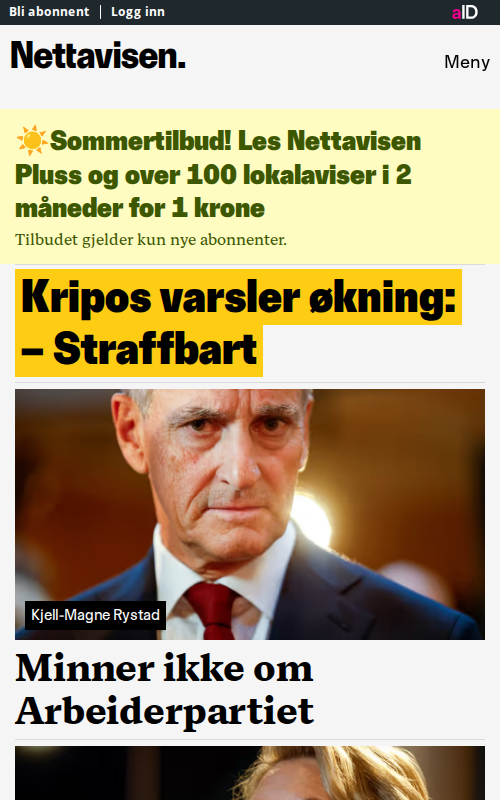 Bli abonnent | Logg inn
aID
Nettavisen.
Meny
☀️Sommertilbud! Les Nettavisen
Pluss og over 100 lokalaviser i 2
måneder for 1 krone
Tilbudet gjelder kun nye abonnenter.
Kripos varsler økning:
– Straffbart
Kjell-Magne Rystad
Minner ikke om
Arbeiderpartiet